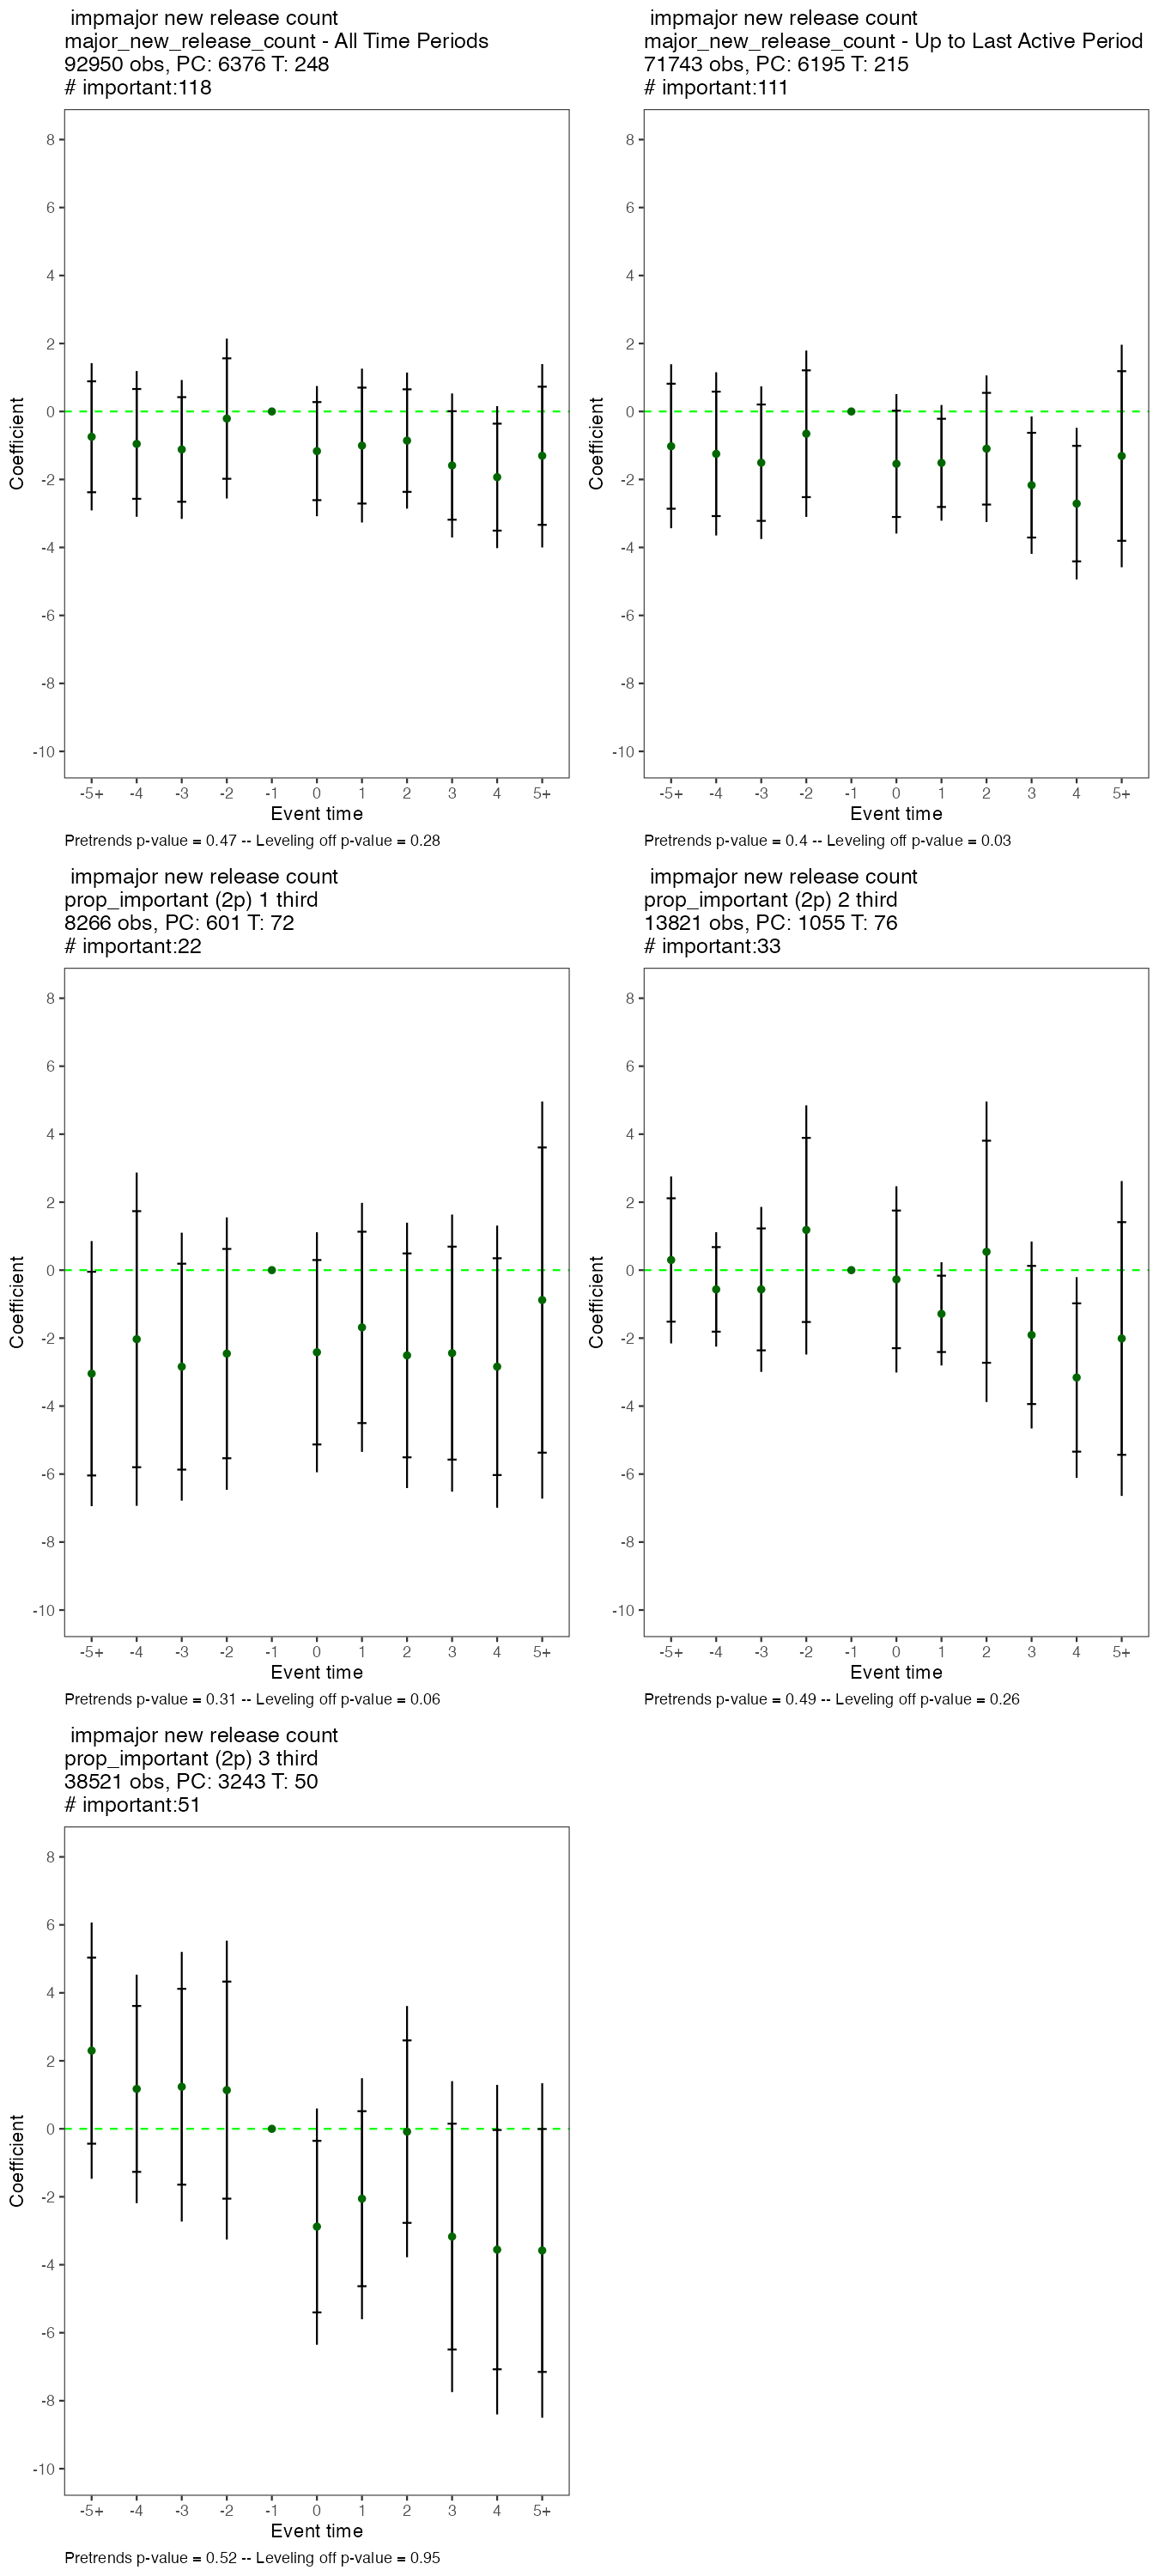 impmajor new release count
major_new_release_count - All Time Periods
92950 obs, PC: 6376 T: 248
# important:118
8
6
4
2
0
-2
-4
-6
-8
-10
Coefficient
-5+ -4 -3 -2 -1 0 1 2 3 4 5+
Event time
Pretrends p-value = 0.47 -- Leveling off p-value = 0.28
impmajor new release count
major_new_release_count - Up to Last Active Period
71743 obs, PC: 6195 T: 215
# important:111
8
6
4
2
0
-2
-4
-6
-8
-10
Coefficient
-5+ -4 -3 -2 -1 0 1 2 3 4 5+
Event time
Pretrends p-value = 0.4 -- Leveling off p-value = 0.03
impmajor new release count
prop_important (2p) 1 third
8266 obs, PC: 601 T: 72
# important:22
8
6
4
2
0
-2
-4
-6
-8
-10
Coefficient
-5+ -4 -3 -2 -1 0 1 2 3 4 5+
Event time
Pretrends p-value = 0.31 -- Leveling off p-value = 0.06
impmajor new release count
prop_important (2p) 2 third
13821 obs, PC: 1055 T: 76
# important:33
8
6
4
2
0
-2
-4
-6
-8
-10
Coefficient
-5+ -4 -3 -2 -1 0 1 2 3 4 5+
Event time
Pretrends p-value = 0.49 -- Leveling off p-value = 0.26
impmajor new release count
prop_important (2p) 3 third
38521 obs, PC: 3243 T: 50
# important:51
8
6
4
2
0
-2
-4
-6
-8
-10
Coefficient
-5+ -4 -3 -2 -1 0 1 2 3 4 5+
Event time
Pretrends p-value = 0.52 -- Leveling off p-value = 0.95